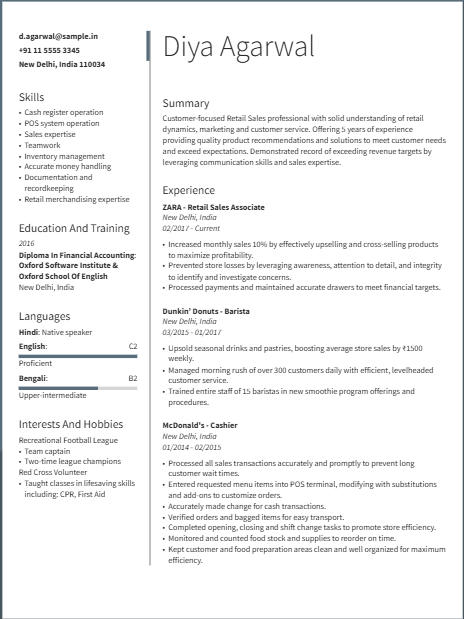 d.agarwal@sample.in
+91 11 5555 3345
New Delhi, India 110034
Skills
• Cash register operation
• POS system operation
• Sales expertise
• Teamwork
• Inventory management
• Accurate money handling
• Documentation and
recordkeeping
• Retail merchandising expertise
Education And Training
2016
Diploma In Financial Accounting:
Oxford Software Institute &
Oxford School Of English
New Delhi, India
Languages
Hindi: Native speaker
English: C2
Proficient
Bengali: B2
Upper-intermediate
Interests And Hobbies
Recreational Football League
• Team captain
• Two-time league champions
Red Cross Volunteer
• Taught classes in lifesaving skills
including: CPR, First Aid
Diya Agarwal
Summary
Customer-focused Retail Sales professional with solid understanding of retail
dynamics, marketing and customer service. Offering 5 years of experience
providing quality product recommendations and solutions to meet customer needs
and exceed expectations. Demonstrated record of exceeding revenue targets by
leveraging communication skills and sales expertise.
Experience
ZARA - Retail Sales Associate
New Delhi, India
02/2017 - Current
• Increased monthly sales 10% by effectively upselling and cross-selling products
to maximize profitability.
• Prevented store losses by leveraging awareness, attention to detail, and integrity
to identify and investigate concerns.
• Processed payments and maintained accurate drawers to meet financial targets.
Dunkin' Donuts - Barista
New Delhi, India
03/2015 - 01/2017
• Upsold seasonal drinks and pastries, boosting average store sales by ₹1500
weekly.
• Managed morning rush of over 300 customers daily with efficient, levelheaded
customer service.
• Trained entire staff of 15 baristas in new smoothie program offerings and
procedures.
McDonald's - Cashier
New Delhi, India
01/2014 - 02/2015
• Processed all sales transactions accurately and promptly to prevent long
customer wait times.
• Entered requested menu items into POS terminal, modifying with substitutions
and add-ons to customize orders.
• Accurately made change for cash transactions.
• Verified orders and bagged items for easy transport.
• Completed opening, closing and shift change tasks to promote store efficiency.
• Monitored and counted food stock and supplies to reorder on time.
• Kept customer and food preparation areas clean and well organized for maximum
efficiency.